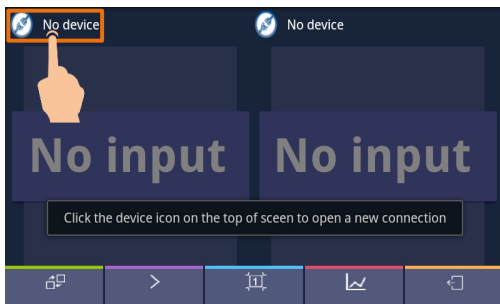 No device
No device
No input
No input
Click the device icon on the top of sceen to open a new connection
1